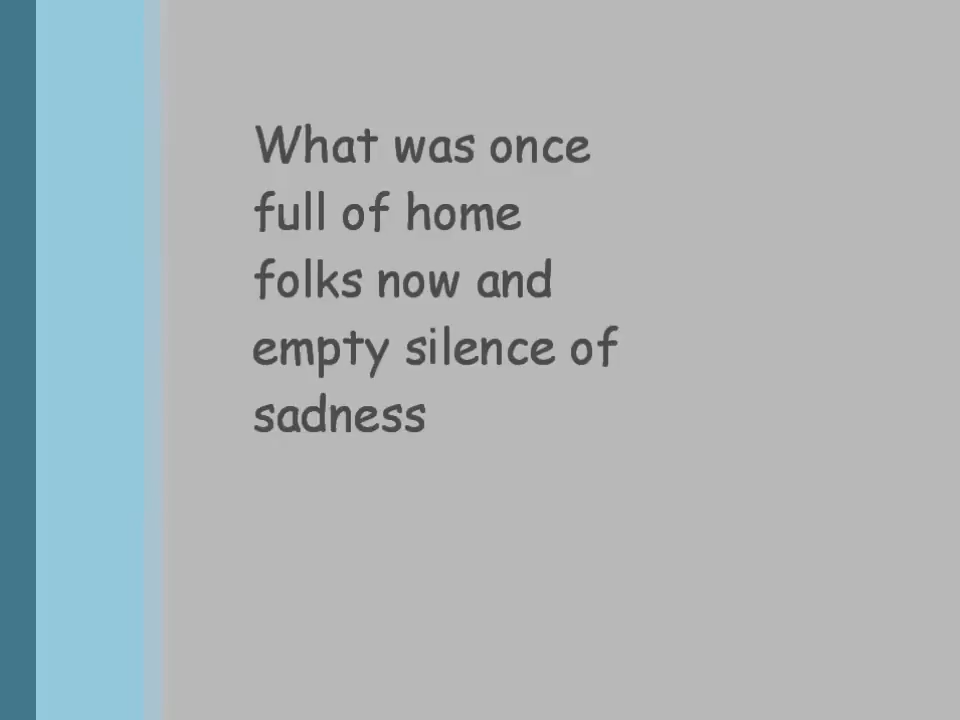 What was once
full of home
folks now and
empty silence of
sadness